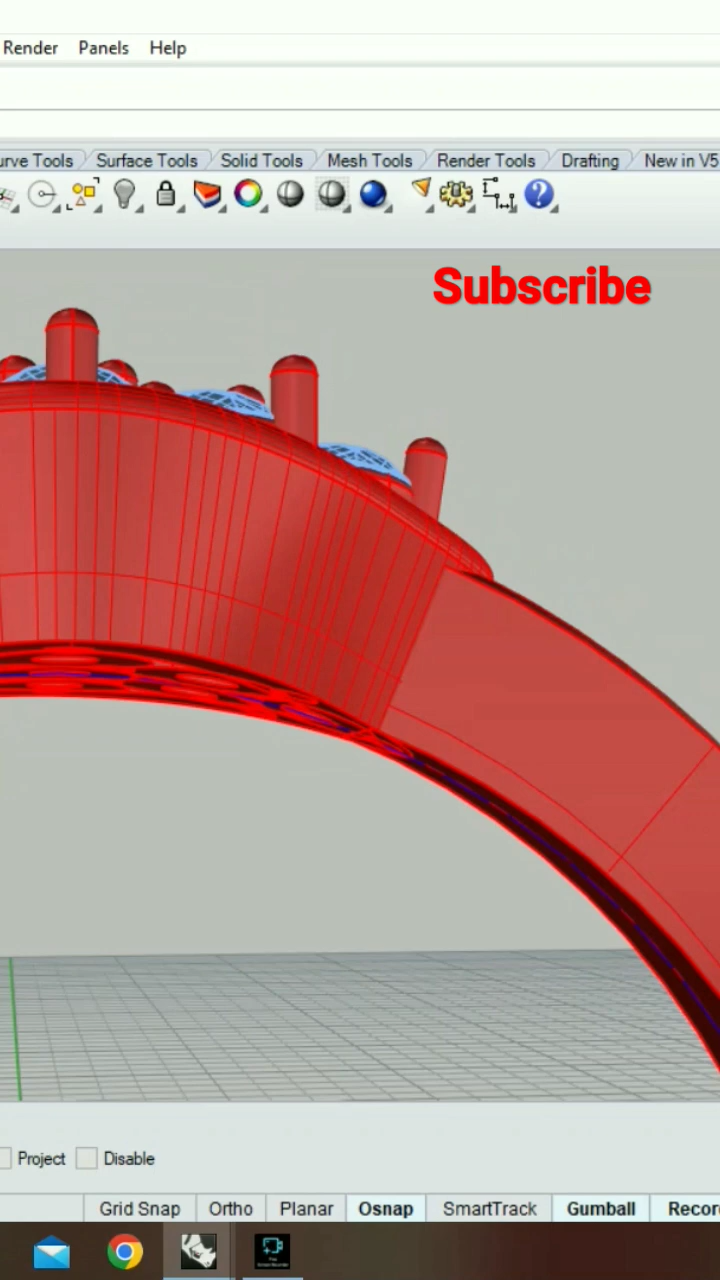 Render Panels Help
urve Tools Surface Tools Solid Tools Mesh Tools Render Tools Drafting New in V5
Subscribe
Project Disable
Grid Snap Ortho Planar Osnap SmartTrack Gumball Recor